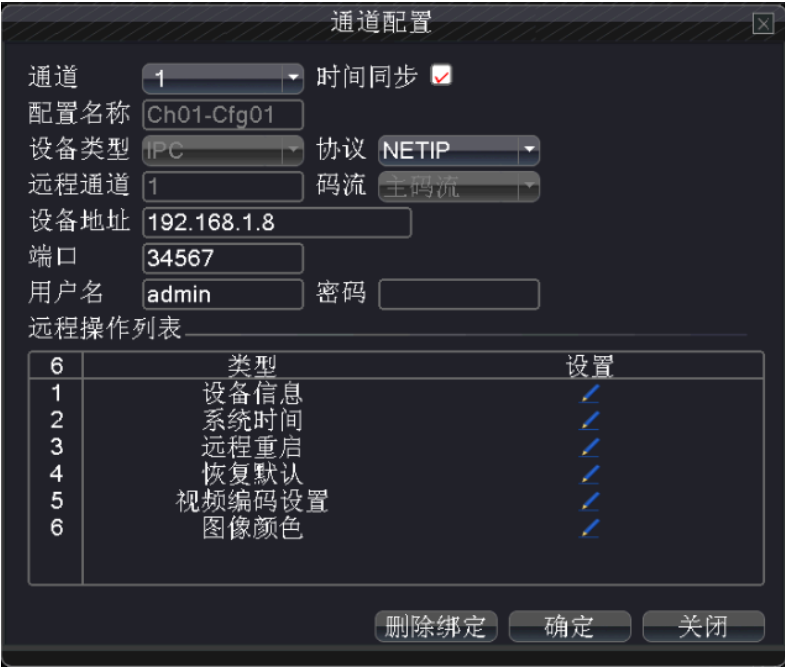 通道配置
通道 1 时间同步
配置名称 Ch01-Cfg01
设备类型 IPC 协议 NETIP
远程通道 1 码流 主码流
设备地址 192.168.1.8
端口 34567
用户名 admin 密码
远程操作列表
6 类型 设置
1 设备信息
2 系统时间
3 远程重启
4 恢复默认
5 视频编码设置
6 图像颜色
删除绑定 确定 关闭